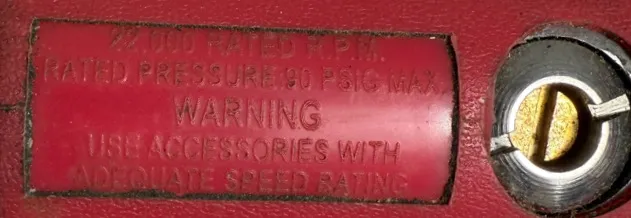 22,000 RATED R.P.M.
RATED PRESSURE 90 PSIG MAX.
WARNING
USE ACCESSORIES WITH
ADEQUATE SPEED RATING